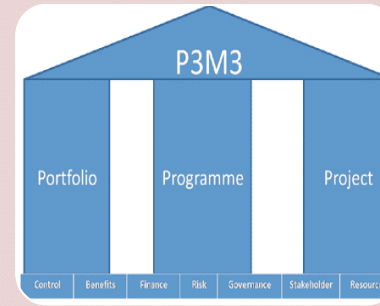 P3M3
Portfolio Programme Project
Control Benefits Finance Risk Governance Stakeholder Resourc